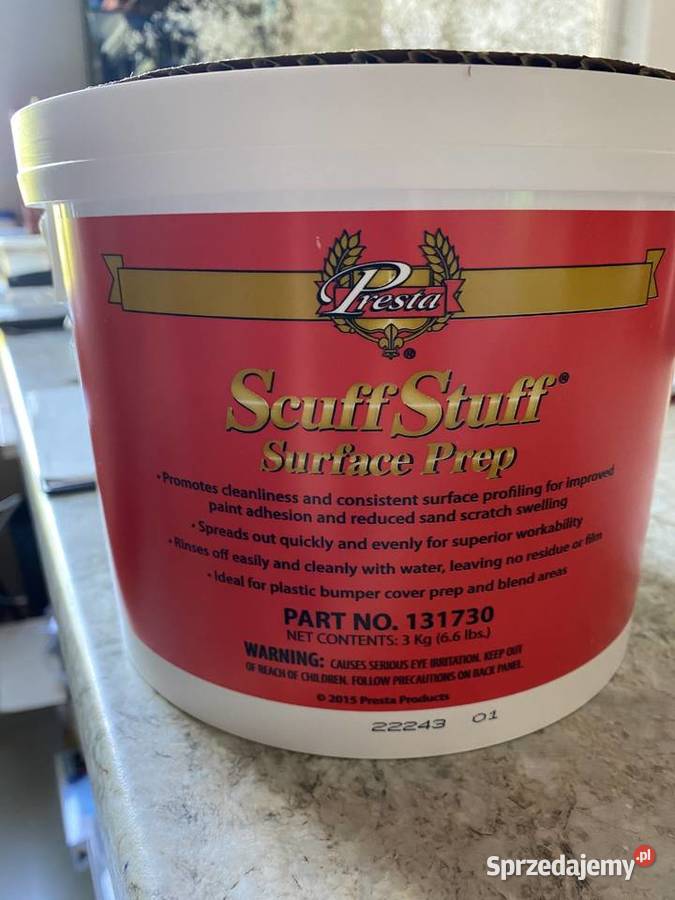 Presta
®
Scuff Stuff®
Surface Prep
• Promotes cleanliness and consistent surface profiling for improved
paint adhesion and reduced sand scratch swelling
• Spreads out quickly and evenly for superior workability
• Rinses off easily and cleanly with water, leaving no residue or film
• Ideal for plastic bumper cover prep and blend areas
PART NO. 131730
NET CONTENTS: 3 Kg (6.6 lbs.)
WARNING: CAUSES SERIOUS EYE IRRITATION. KEEP OUT
OF REACH OF CHILDREN. FOLLOW PRECAUTIONS ON BACK PANEL.
© 2015 Presta Products
22243 01
Sprzedajemy.pl